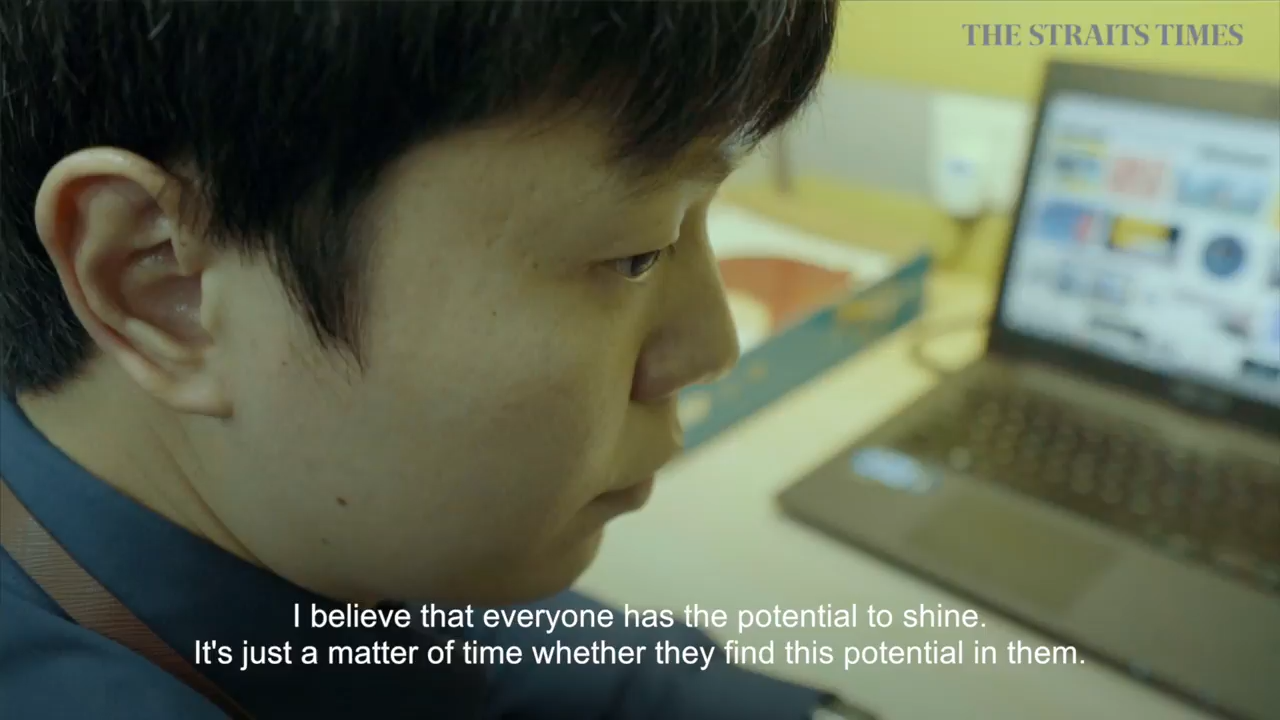 THE STRAITS TIMES
I believe that everyone has the potential to shine.
It's just a matter of time whether they find this potential in them.